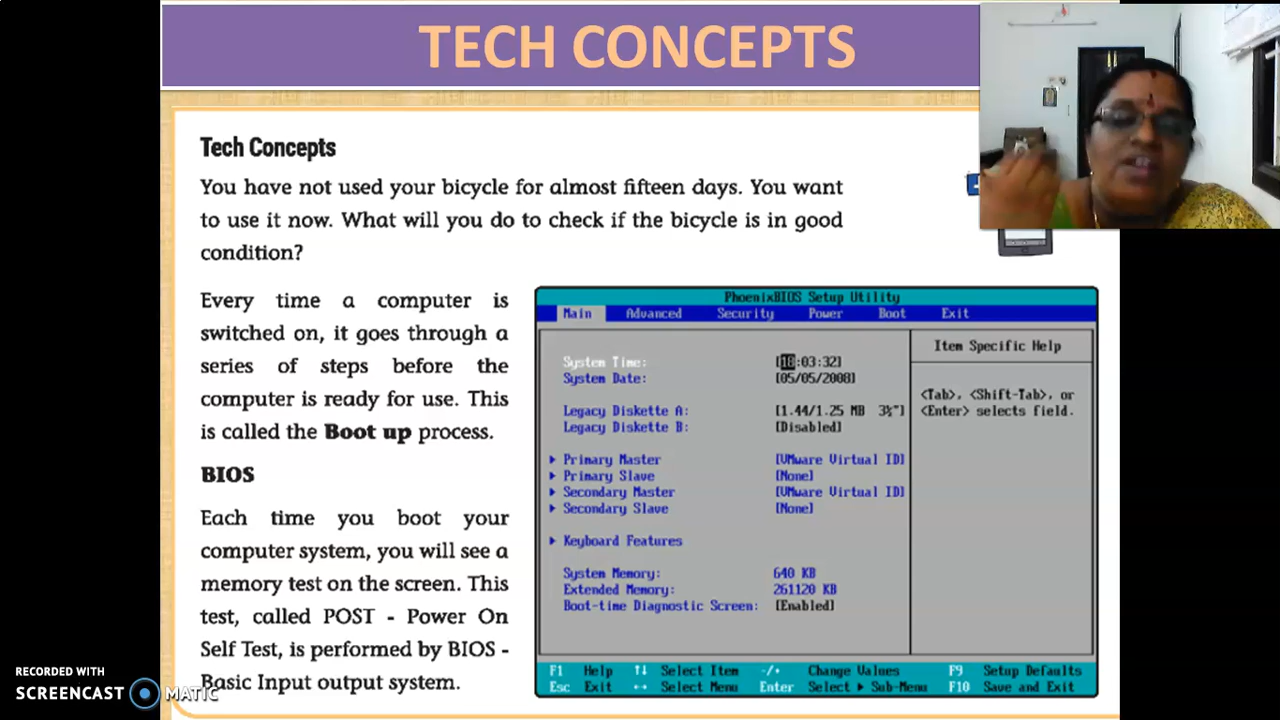 TECH CONCEPTS
Tech Concepts
You have not used your bicycle for almost fifteen days. You want
to use it now. What will you do to check if the bicycle is in good
condition?
Every time a computer is
switched on, it goes through a
series of steps before the
computer is ready for use. This
is called the Boot up process.
BIOS
Each time you boot your
computer system, you will see a
memory test on the screen. This
test, called POST - Power On
Self Test, is performed by BIOS -
Basic Input output system.
PhoenixBIOS Setup Utility
Main Advanced Security Power Boot Exit
System Time: [18:03:32]
System Date: [05/05/2008]
Legacy Diskette A: [1.44/1.25 MB 3½"]
Legacy Diskette B: [Disabled]
Primary Master [VMware Virtual ID]
Primary Slave [None]
Secondary Master [VMware Virtual ID]
Secondary Slave [None]
Keyboard Features
System Memory: 640 KB
Extended Memory: 261120 KB
Boot-time Diagnostic Screen: [Enabled]
Item Specific Help
<Tab>, <Shift-Tab>, or
<Enter> selects field.
F1 Help ↑↓ Select Item -/+ Change Values F9 Setup Defaults
Esc Exit ↔ Select Menu Enter Select ▶ Sub-Menu F10 Save and Exit
RECORDED WITH
SCREENCAST MATIC